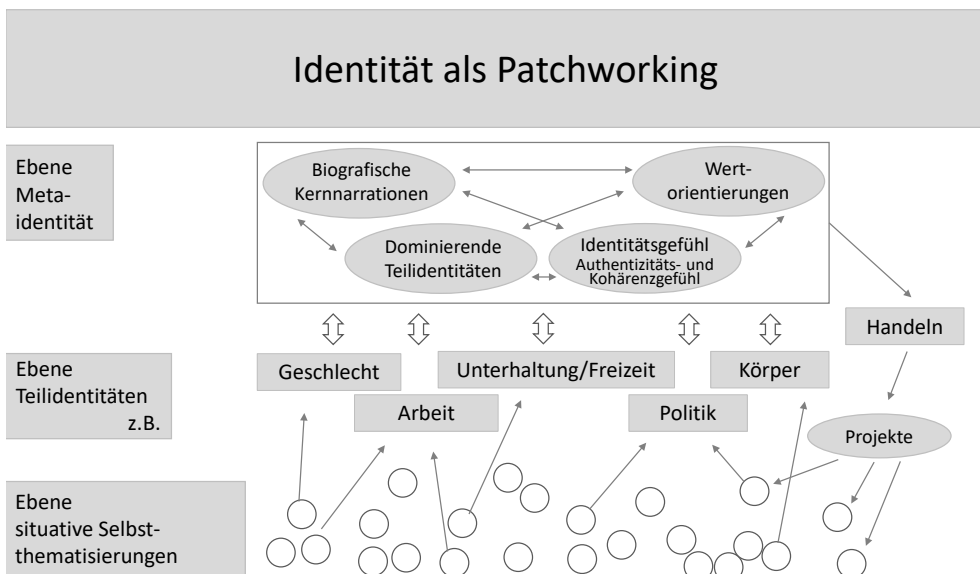 Identität als Patchworking
Ebene
Meta-
identität
Biografische
Kernnarrationen
Wert-
orientierungen
Dominierende
Teilidentitäten
Identitätsgefühl
Authentizitäts- und
Kohärenzgefühl
Handeln
Ebene
Teilidentitäten
z.B.
Geschlecht
Unterhaltung/Freizeit
Körper
Arbeit
Politik
Projekte
Ebene
situative Selbst-
thematisierungen